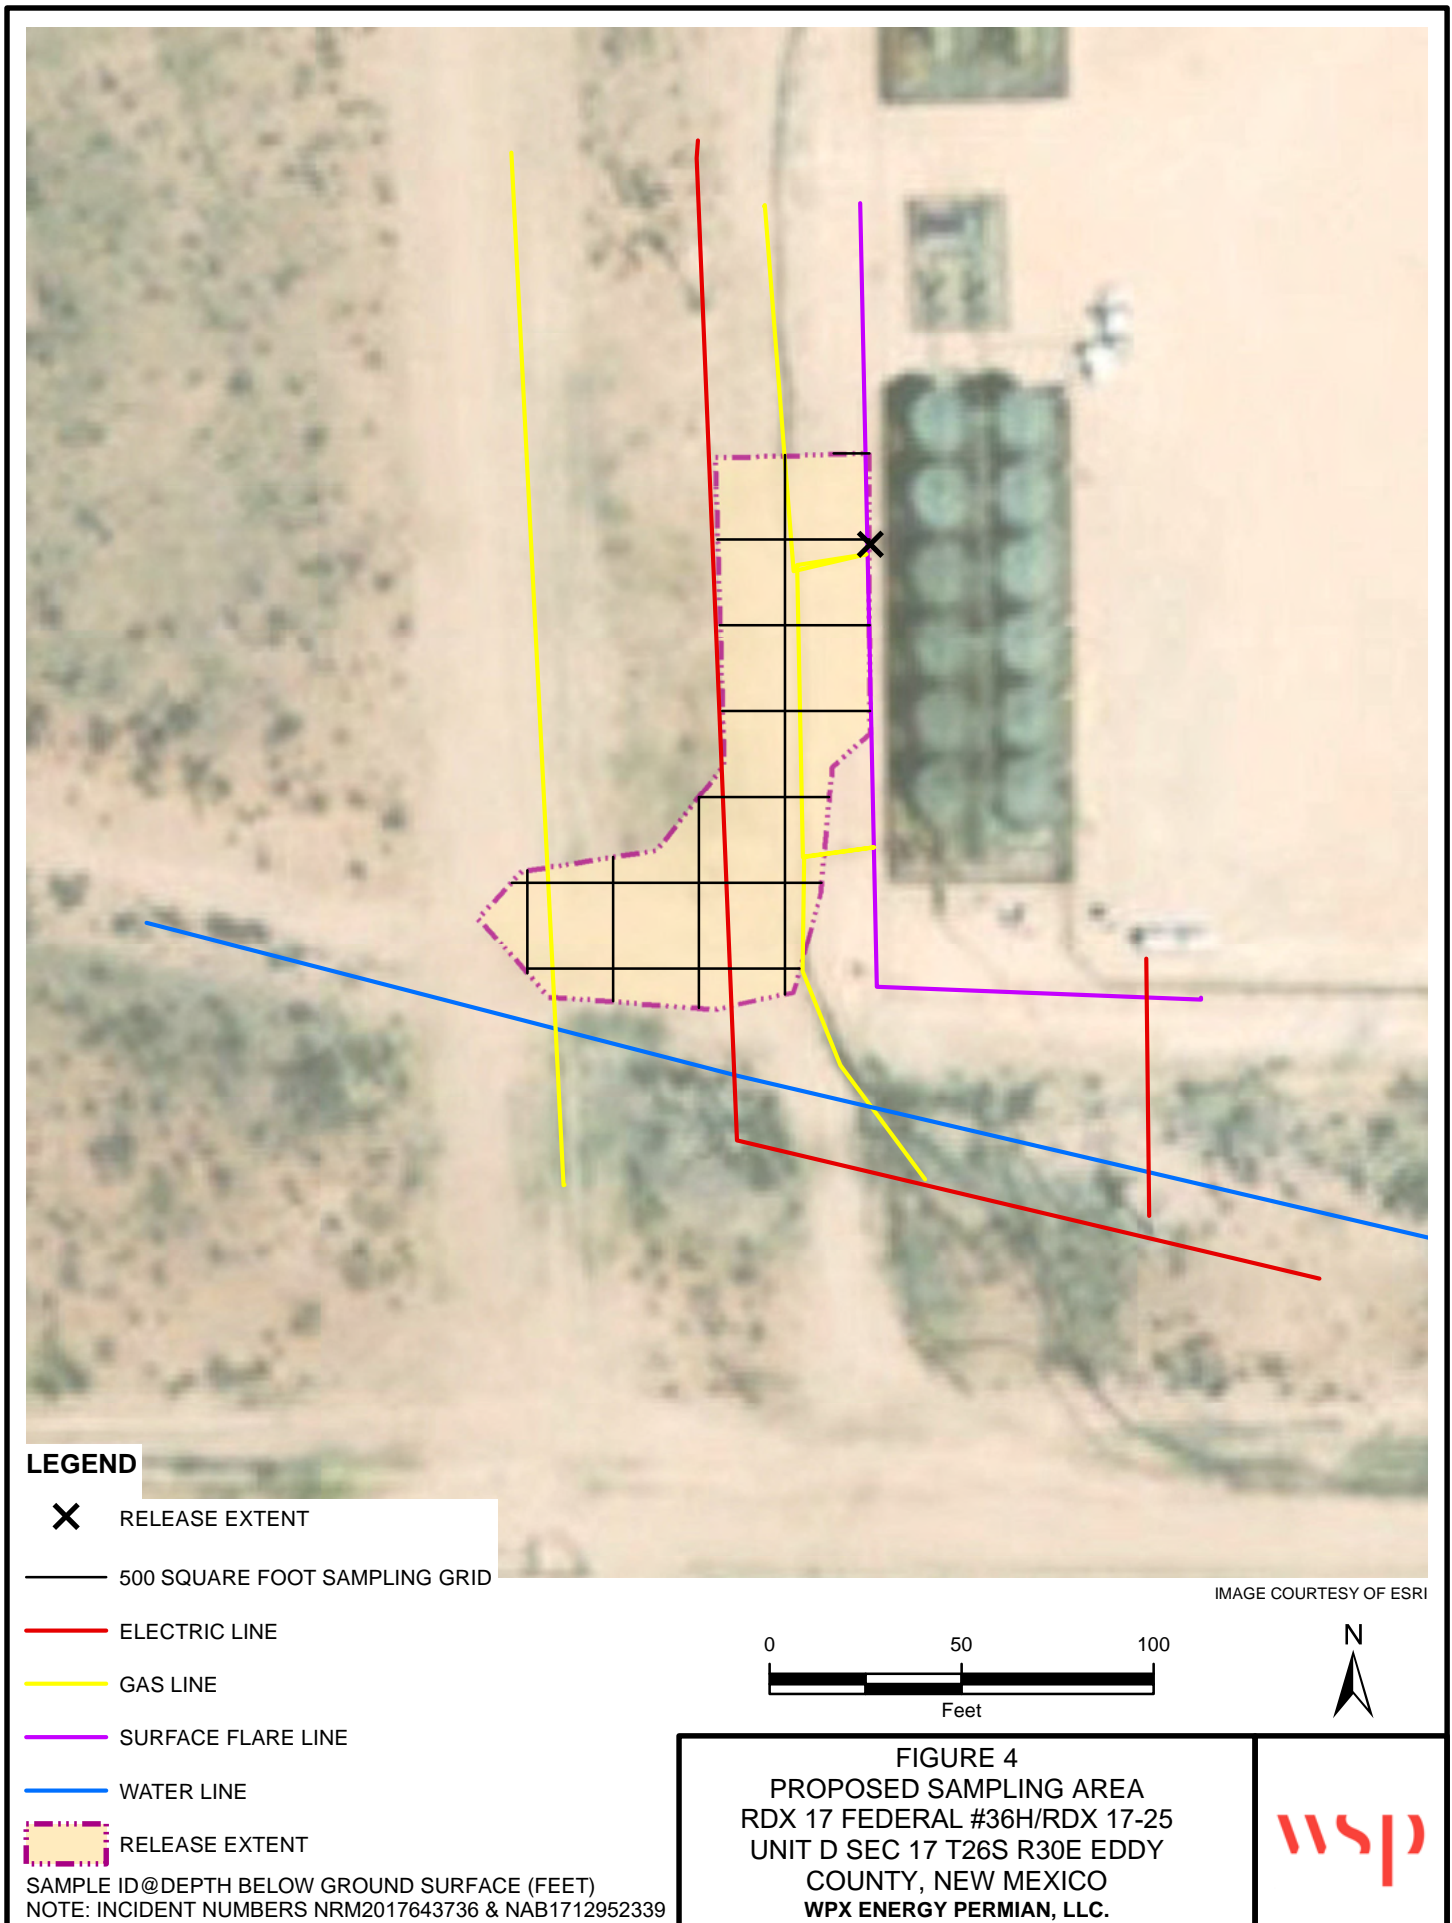 LEGEND
RELEASE EXTENT
500 SQUARE FOOT SAMPLING GRID
ELECTRIC LINE
GAS LINE
SURFACE FLARE LINE
WATER LINE
RELEASE EXTENT
SAMPLE ID@DEPTH BELOW GROUND SURFACE (FEET)
NOTE: INCIDENT NUMBERS NRM2017643736 & NAB1712952339
IMAGE COURTESY OF ESRI
0 50 100
Feet
N
FIGURE 4
PROPOSED SAMPLING AREA
RDX 17 FEDERAL #36H/RDX 17-25
UNIT D SEC 17 T26S R30E EDDY
COUNTY, NEW MEXICO
WPX ENERGY PERMIAN, LLC.
wsp